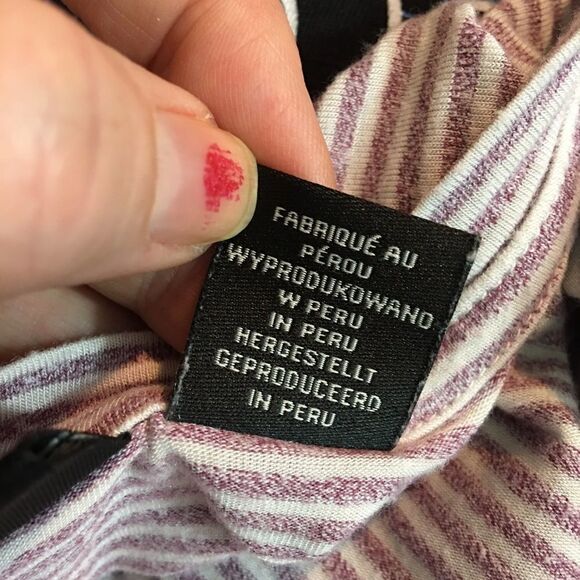 FABRIQUÉ AU
PÉROU
WYPRODUKOWANO
W PERU
IN PERU
HERGESTELLT
GEPRODUCEERD
IN PERU